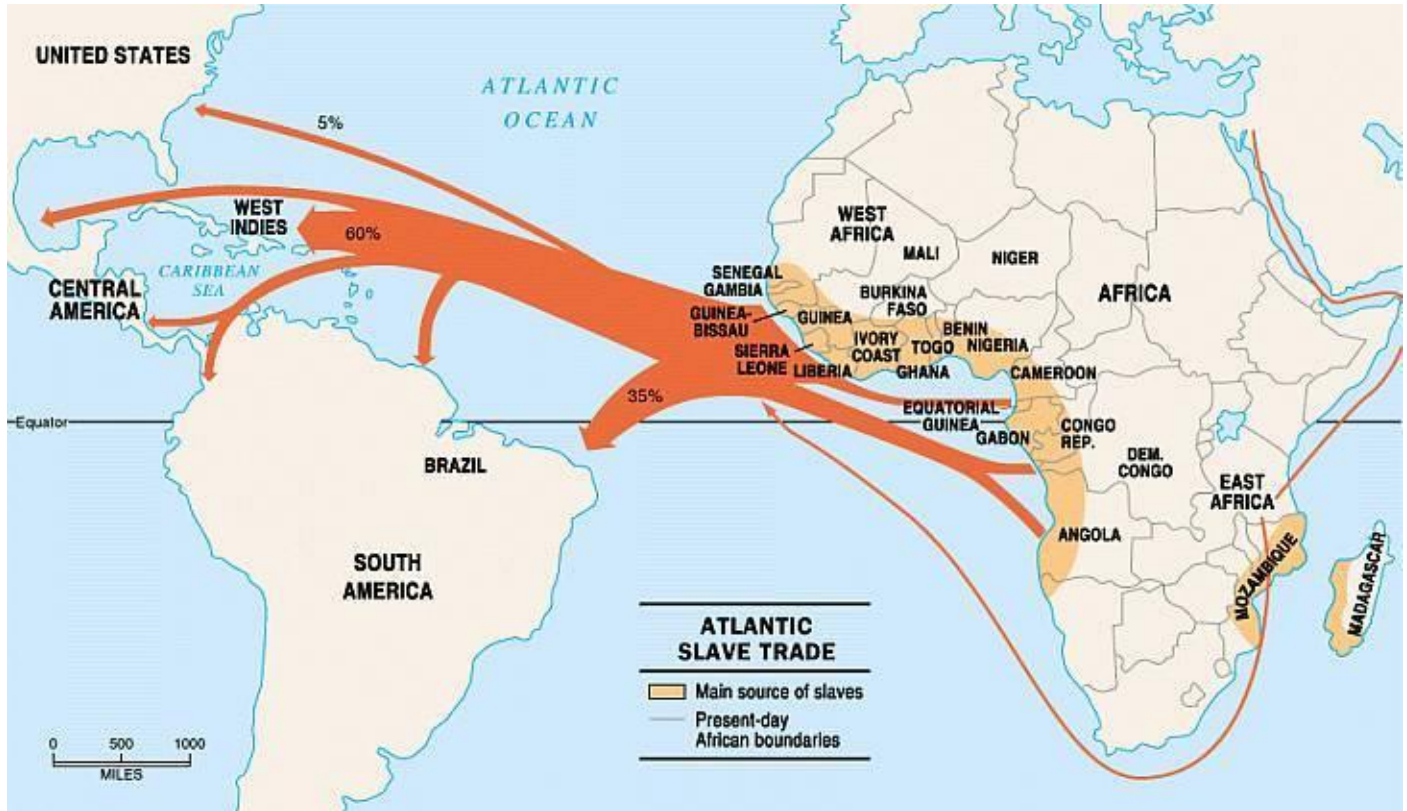 UNITED STATES
ATLANTIC
OCEAN
5%
WEST
INDIES
60%
CARIBBEAN
SEA
CENTRAL
AMERICA
WEST
AFRICA
MALI
NIGER
AFRICA
SENEGAL
GAMBIA
GUINEA-
BISSAU
GUINEA
BURKINA
FASO
BENIN
NIGERIA
SIERRA
LEONE
IVORY
COAST
TOGO
LIBERIA
GHANA
CAMEROON
35%
Equator
EQUATORIAL
GUINEA
GABON
CONGO
REP.
DEM.
CONGO
EAST
AFRICA
BRAZIL
ANGOLA
SOUTH
AMERICA
MOZAMBIQUE
MADAGASCAR
ATLANTIC
SLAVE TRADE
Main source of slaves
Present-day
African boundaries
0 500 1000
MILES